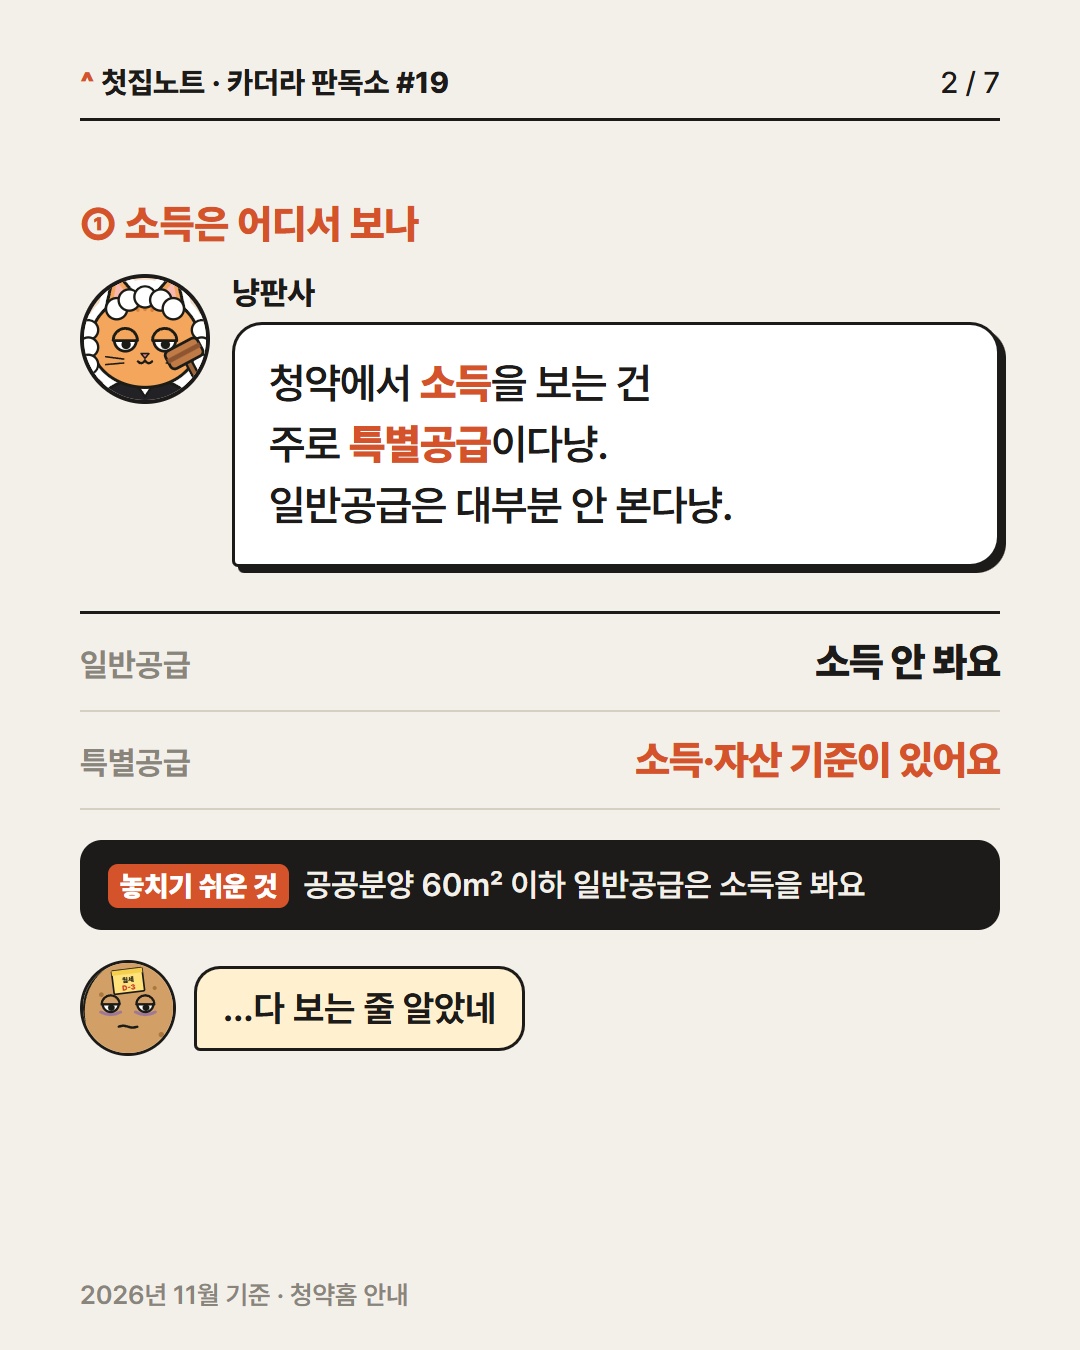 ^ 첫집노트 · 카더라 판독소 #19
2 / 7
① 소득은 어디서 보나
냥판사
청약에서 소득을 보는 건
주로 특별공급이다냥.
일반공급은 대부분 안 본다냥.
일반공급
소득 안 봐요
특별공급
소득·자산 기준이 있어요
놓치기 쉬운 것 공공분양 60m² 이하 일반공급은 소득을 봐요
월세
D-3
...다 보는 줄 알았네
2026년 11월 기준 · 청약홈 안내